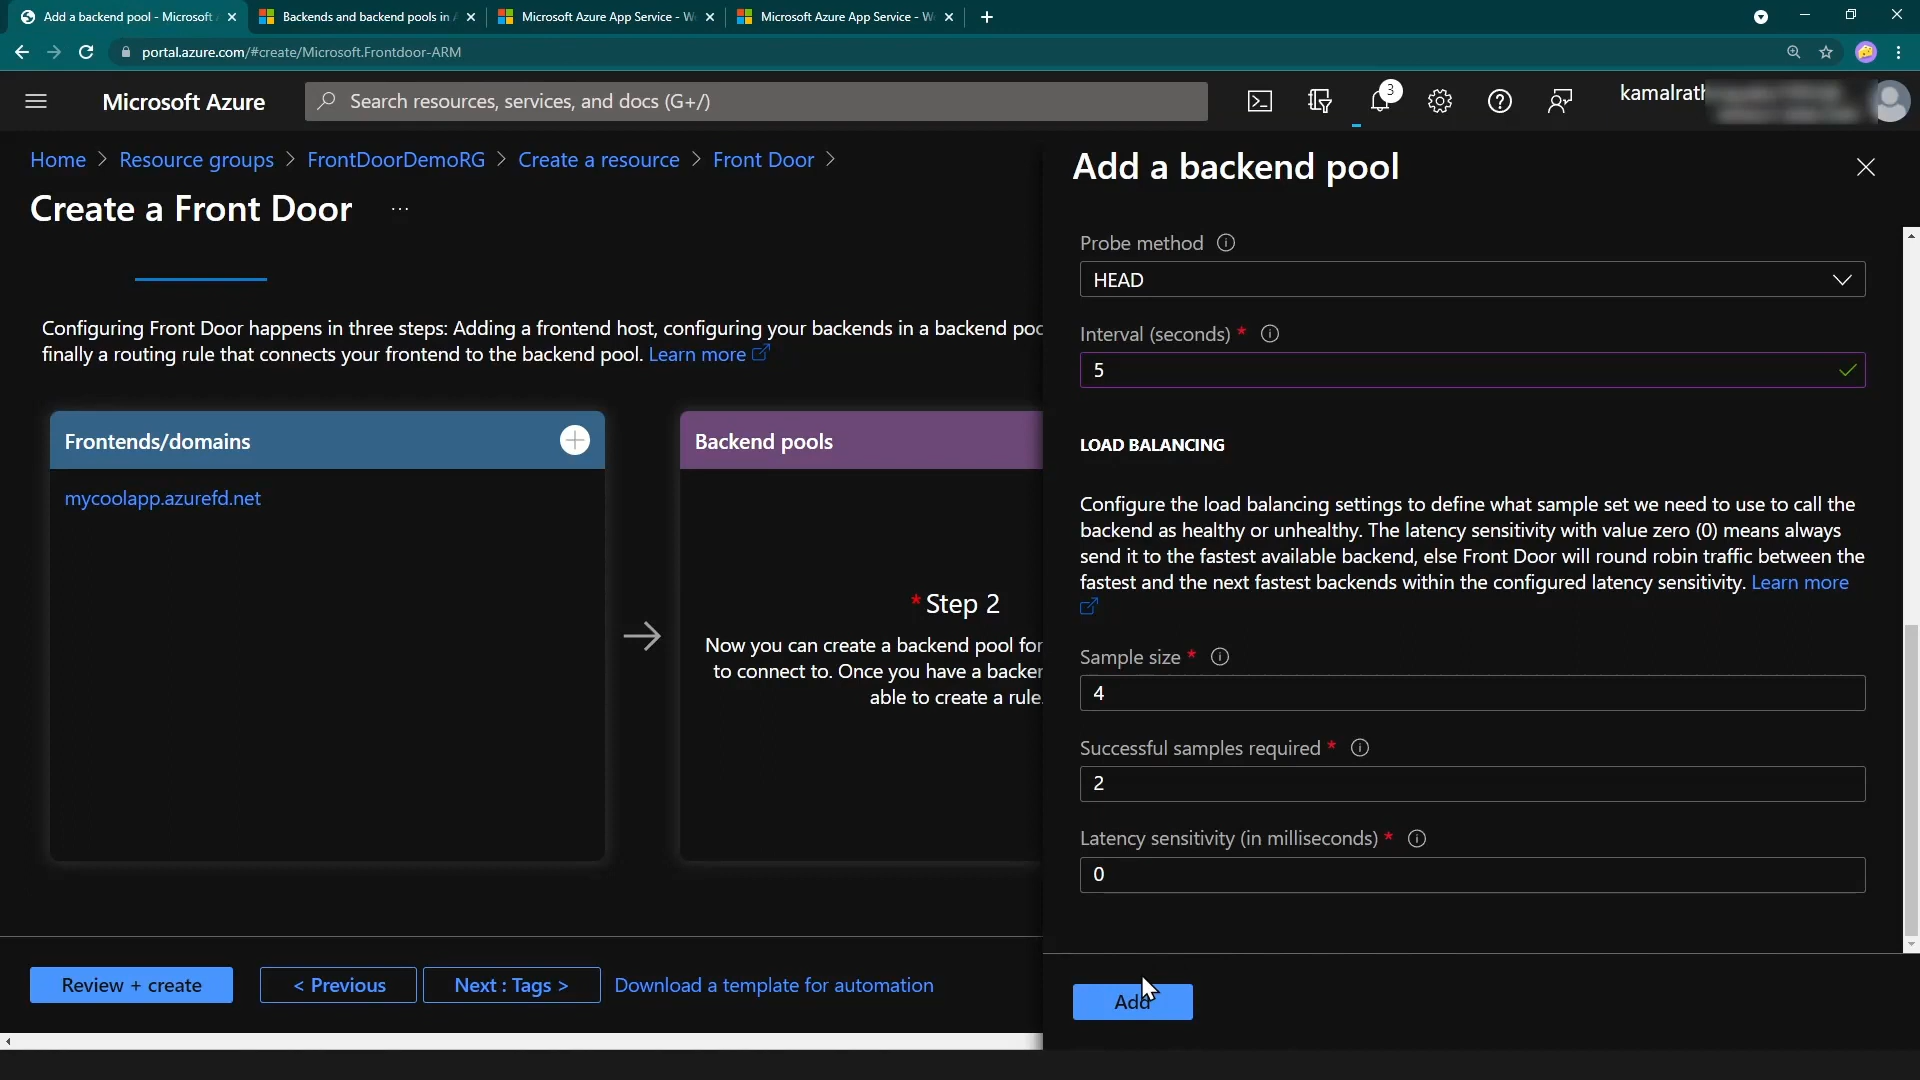 Add a backend pool - Microsoft
Backends and backend pools in
Microsoft Azure App Service - W
Microsoft Azure App Service - W
portal.azure.com/#create/Microsoft.Frontdoor-ARM
Microsoft Azure
Search resources, services, and docs (G+/)
3
kamalrath
Home > Resource groups > FrontDoorDemoRG > Create a resource > Front Door >
Create a Front Door ...
Configuring Front Door happens in three steps: Adding a frontend host, configuring your backends in a backend poo
finally a routing rule that connects your frontend to the backend pool. Learn more
Frontends/domains
mycoolapp.azurefd.net
Backend pools
* Step 2
Now you can create a backend pool for
to connect to. Once you have a backen
able to create a rule.
Review + create
< Previous
Next : Tags >
Download a template for automation
Add a backend pool
Probe method
HEAD
Interval (seconds) *
5
LOAD BALANCING
Configure the load balancing settings to define what sample set we need to use to call the
backend as healthy or unhealthy. The latency sensitivity with value zero (0) means always
send it to the fastest available backend, else Front Door will round robin traffic between the
fastest and the next fastest backends within the configured latency sensitivity. Learn more
Sample size *
4
Successful samples required *
2
Latency sensitivity (in milliseconds) *
0
Add